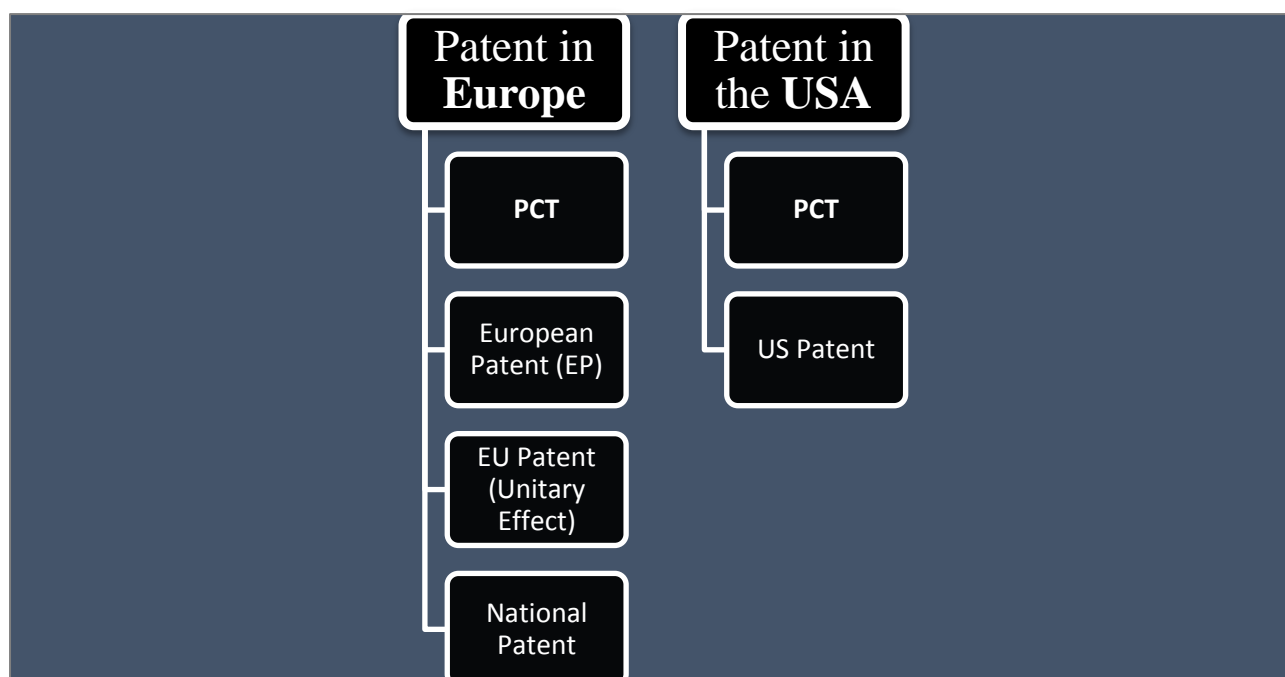 Patent in
Europe
PCT
European
Patent (EP)
EU Patent
(Unitary
Effect)
National
Patent
Patent in
the USA
PCT
US Patent